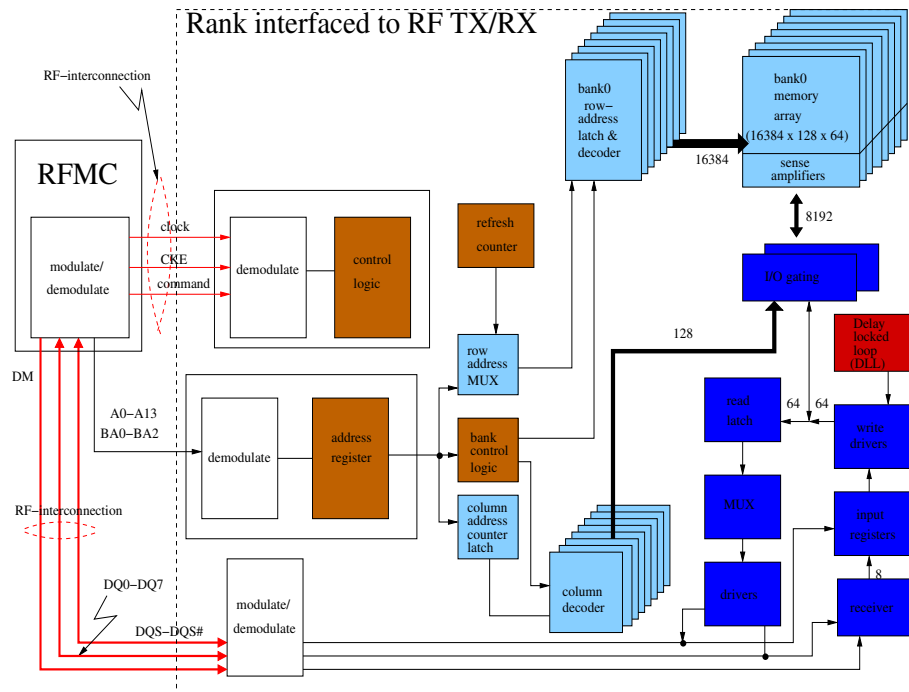 Rank interfaced to RF TX/RX
RF−interconnection
RFMC
modulate/
demodulate
clock
CKE
command
demodulate
control
logic
refresh
counter
bank0
row−
address
latch &
decoder
16384
bank0
memory
array
(16384 x 128 x 64)
sense
amplifiers
8192
I/O gating
128
Delay
locked
loop
(DLL)
row
address
MUX
DM
A0−A13
BA0−BA2
demodulate
address
register
bank
control
logic
read
latch
64
64
write
drivers
column
address
counter
latch
MUX
input
registers
RF−interconnection
column
decoder
drivers
8
receiver
DQ0−DQ7
DQS−DQS#
modulate/
demodulate